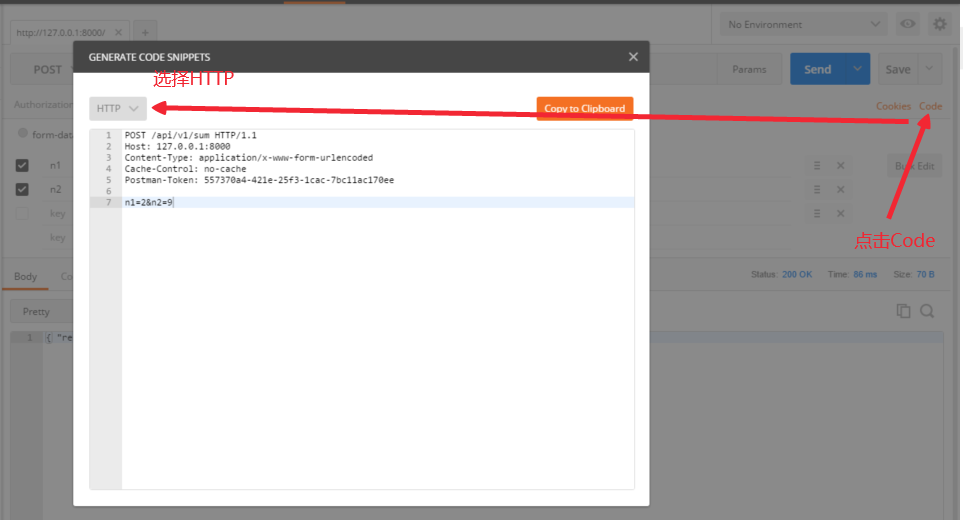 http://127.0.0.1:8000/
No Environment
GENERATE CODE SNIPPETS
POST
Params
Send
Save
选择HTTP
Authorization
Cookies Code
HTTP
Copy to Clipboard
form-data
1 POST /api/v1/sum HTTP/1.1
2 Host: 127.0.0.1:8000
3 Content-Type: application/x-www-form-urlencoded
4 Cache-Control: no-cache
5 Postman-Token: 557370a4-421e-25f3-1cac-7bc11ac170ee
6
7 n1=2&n2=9
n1
Edit
n2
key
key
点击Code
Body Co
Status: 200 OK Time: 86 ms Size: 70 B
Pretty
1 { "re